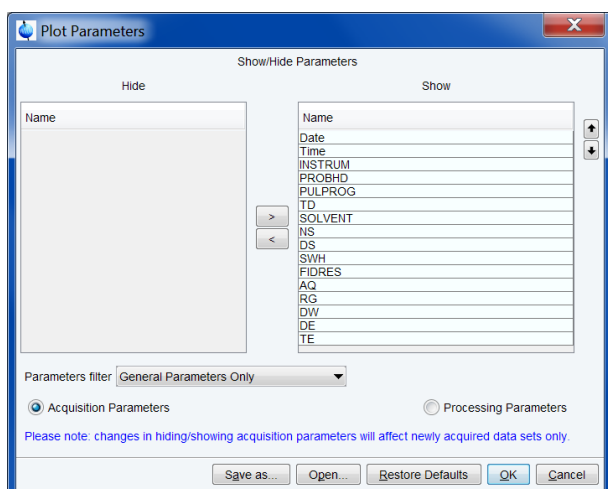 Plot Parameters
Show/Hide Parameters
Hide
Show
Name
Name
Date
Time
INSTRUM
PROBHD
PULPROG
TD
SOLVENT
NS
DS
SWH
FIDRES
AQ
RG
DW
DE
TE
>
<
Parameters filter General Parameters Only
Acquisition Parameters
Processing Parameters
Please note: changes in hiding/showing acquisition parameters will affect newly acquired data sets only.
Save as... Open... Restore Defaults OK Cancel